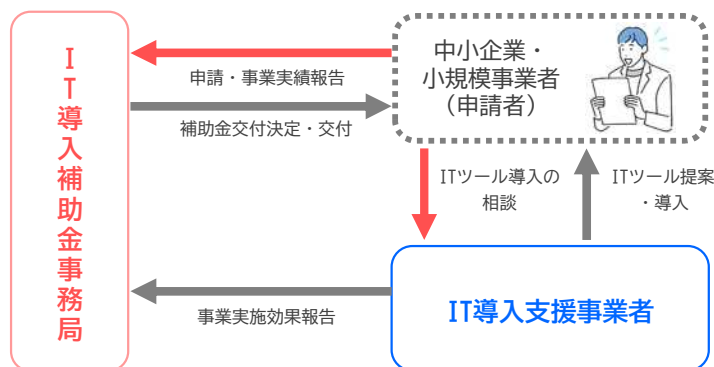 IT導入補助金事務局
申請・事業実績報告
補助金交付決定・交付
中小企業・
小規模事業者
（申請者）
ITツール導入の
相談
ITツール提案
・導入
事業実施効果報告
IT導入支援事業者